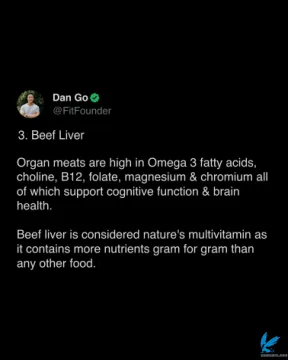 Dan Go
@FitFounder
3. Beef Liver
Organ meats are high in Omega 3 fatty acids,
choline, B12, folate, magnesium & chromium all
of which support cognitive function & brain
health.
Beef liver is considered nature's multivitamin as
it contains more nutrients gram for gram than
any other food.